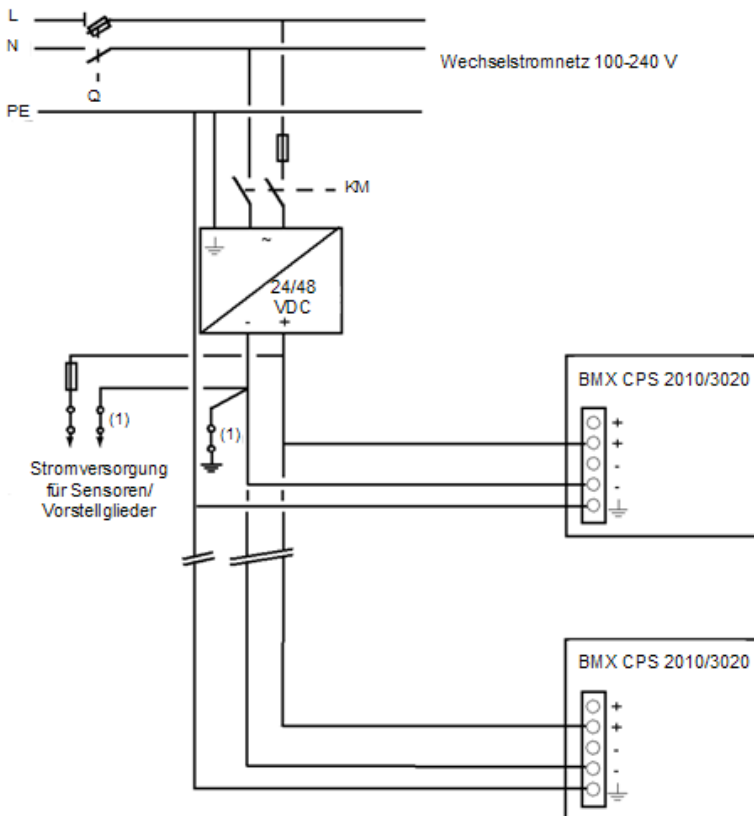 L
N
Wechselstromnetz 100-240 V
Q
PE
KM
~
24/48
VDC
- +
BMX CPS 2010/3020
+
+
-
-
(1)
(1)
Stromversorgung
für Sensoren/
Vorstellglieder
BMX CPS 2010/3020
+
+
-
-